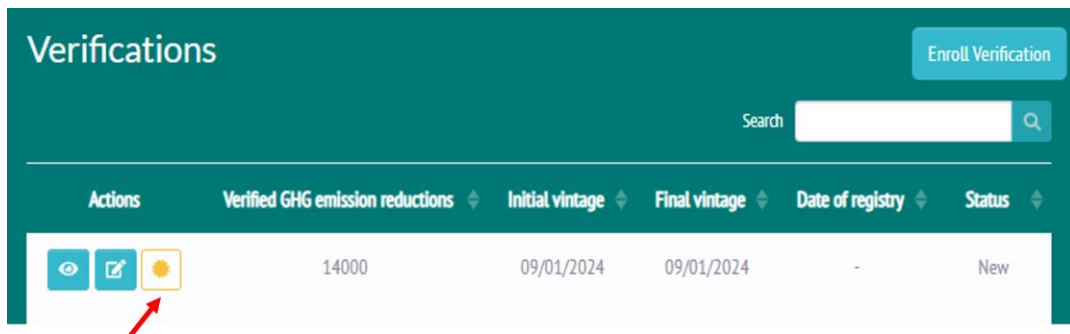 Verifications
Enroll Verification
Search
Actions Verified GHG emission reductions Initial vintage Final vintage Date of registry Status
14000 09/01/2024 09/01/2024 - New